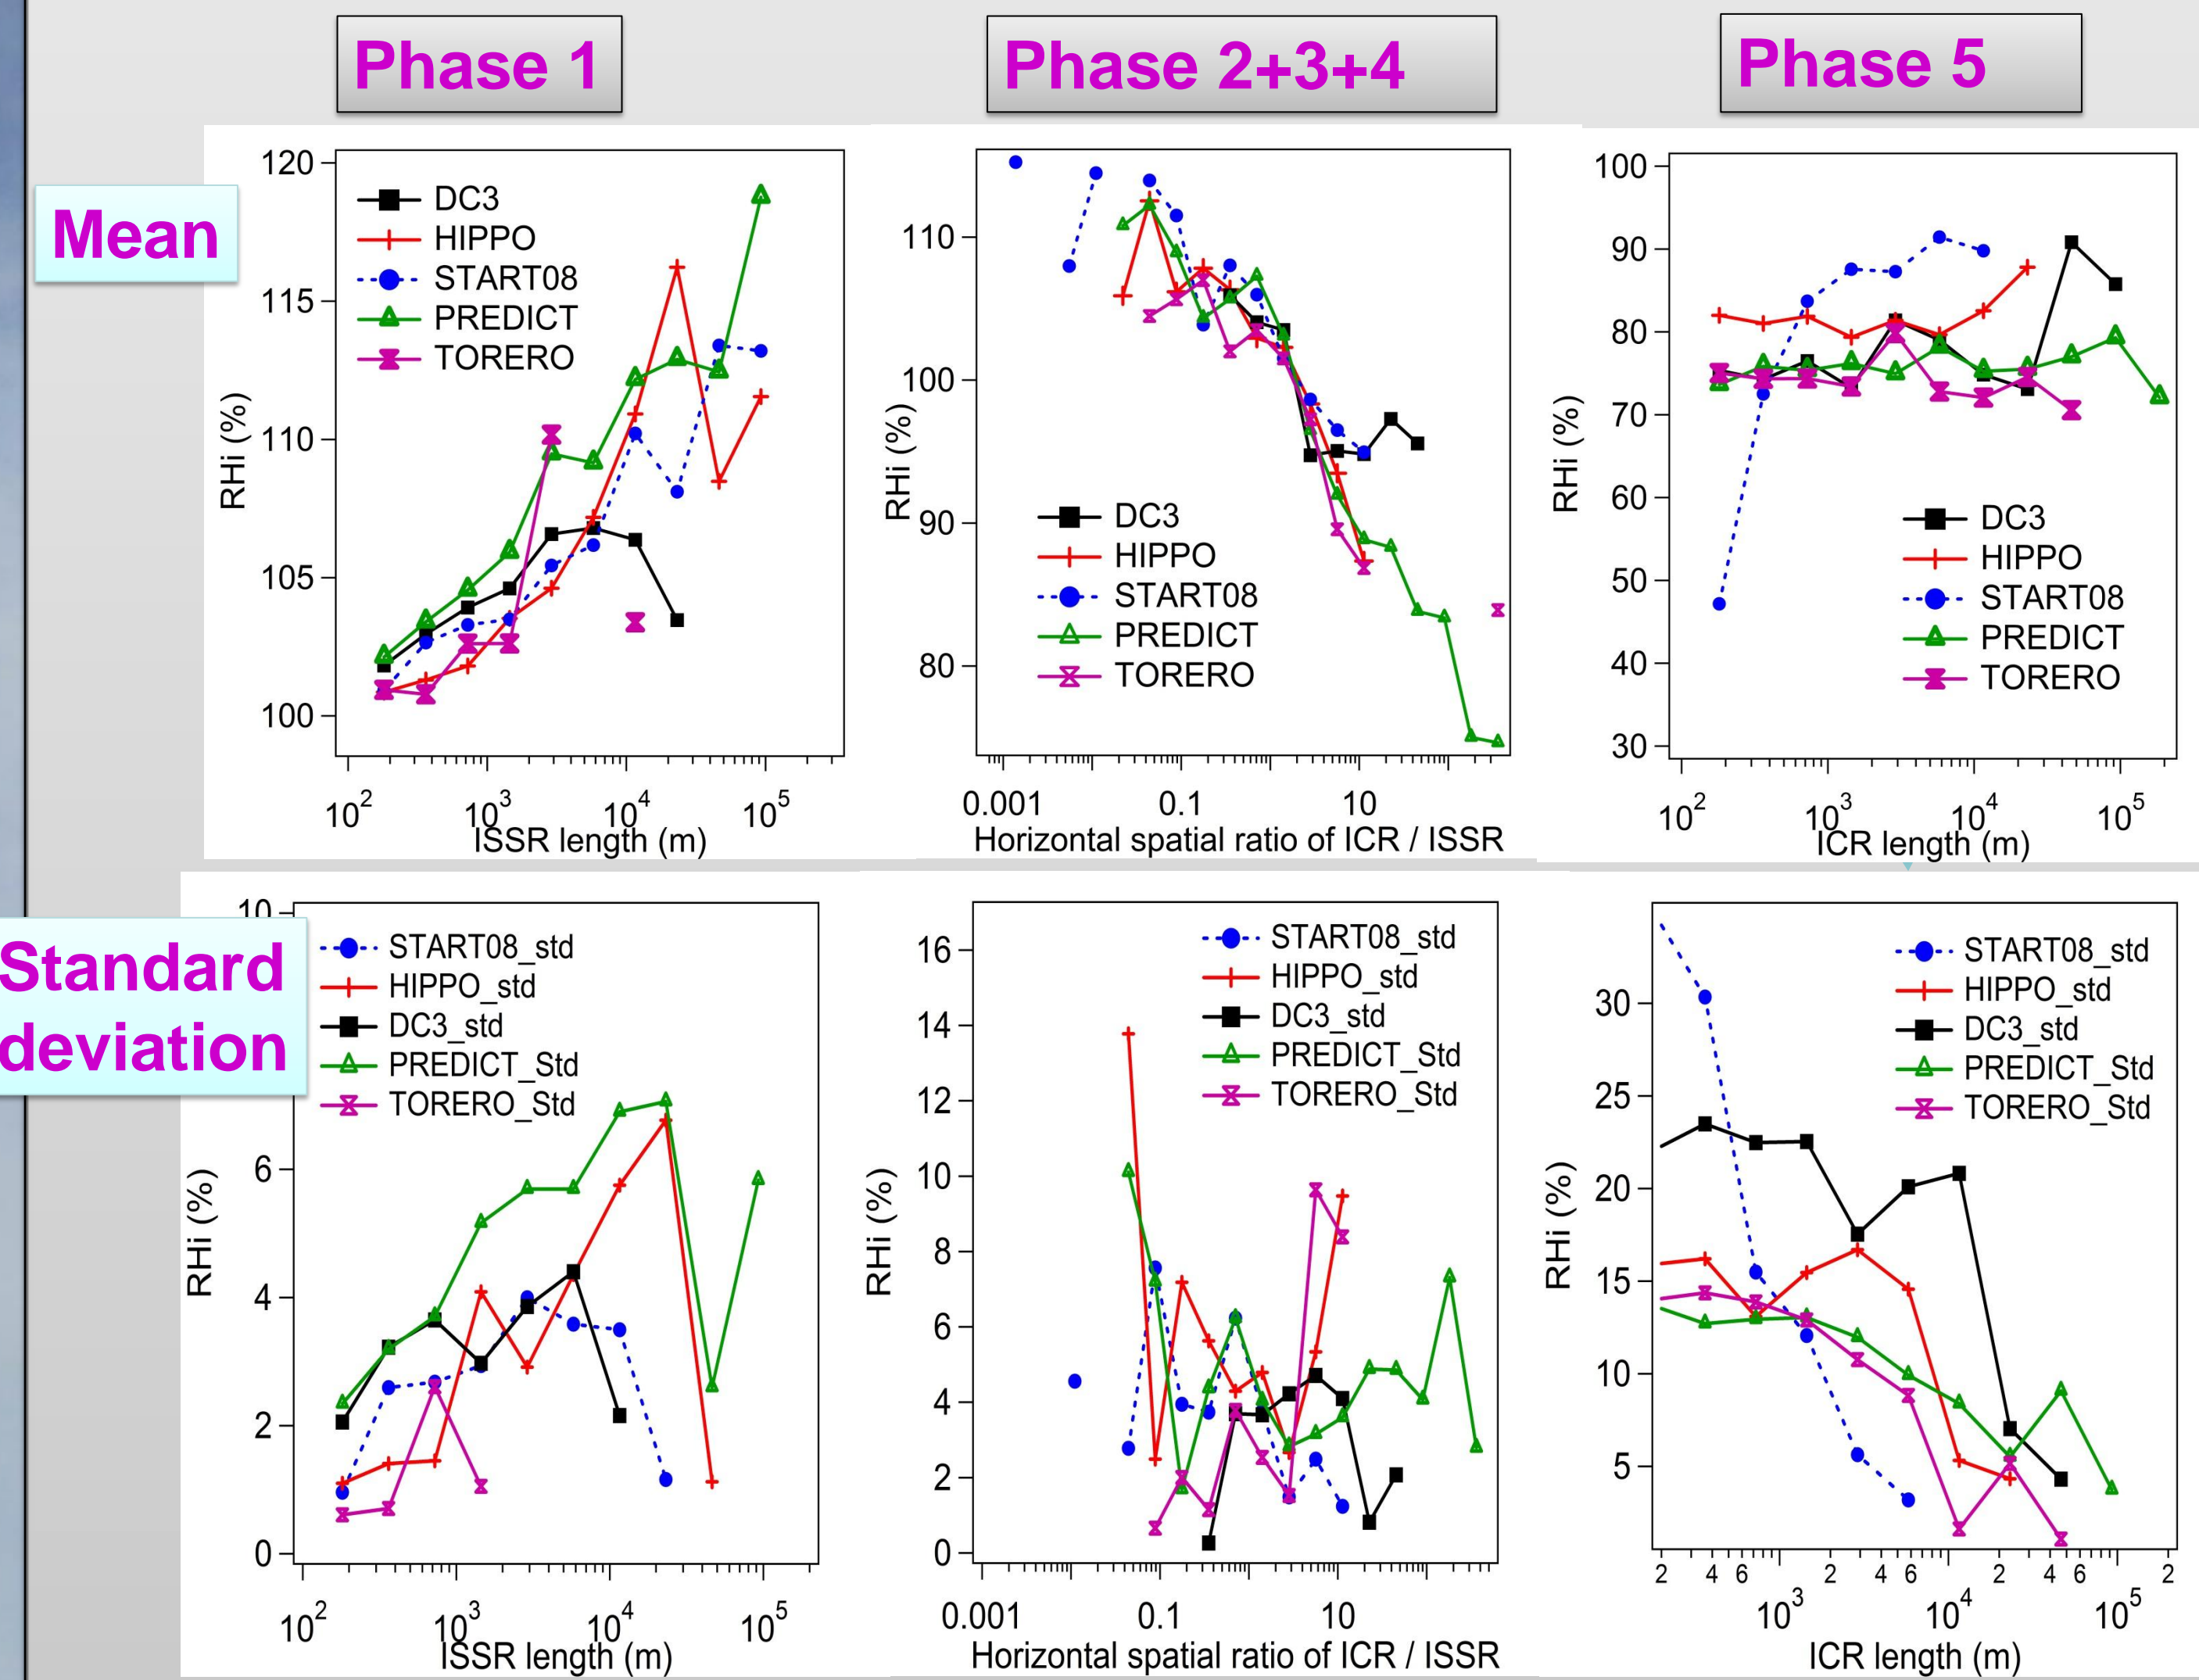 Phase 1
Phase 2+3+4
Phase 5
Mean
120
115
110
105
100
RHi (%)
DC3
HIPPO
START08
PREDICT
TORERO
10^2 10^3 10^4 10^5
ISSR length (m)
110
100
90
80
RHi (%)
DC3
HIPPO
START08
PREDICT
TORERO
0.001 0.1 10
Horizontal spatial ratio of ICR / ISSR
100
90
80
70
60
50
40
30
RHi (%)
DC3
HIPPO
START08
PREDICT
TORERO
10^2 10^3 10^4 10^5
ICR length (m)
Standard
deviation
10
6
4
2
0
RHi (%)
START08_std
HIPPO_std
DC3_std
PREDICT_Std
TORERO_Std
10^2 10^3 10^4 10^5
ISSR length (m)
16
14
12
10
8
6
4
2
0
RHi (%)
START08_std
HIPPO_std
DC3_std
PREDICT_Std
TORERO_Std
0.001 0.1 10
Horizontal spatial ratio of ICR / ISSR
30
25
20
15
10
5
RHi (%)
START08_std
HIPPO_std
DC3_std
PREDICT_Std
TORERO_Std
2 4 6 2 4 6 2 4 6 2
10^3 10^4 10^5
ICR length (m)